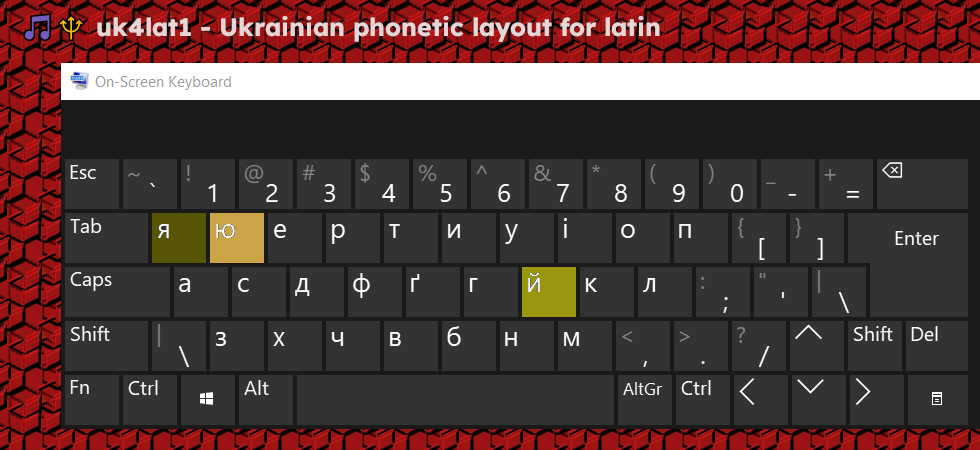 uk4lat1 - Ukrainian phonetic layout for latin
On-Screen Keyboard
Esc ~ ` ! 1 @ 2 # 3 $ 4 % 5 ^ 6 & 7 * 8 ( 9 ) 0 _ - + =
Tab я ю е р т и у і о п { [ } ] Enter
Caps а с д ф ґ г й к л : ; " ' | \
Shift | \ з х ч в б н м < , > . ? / Shift Del
Fn Ctrl Alt AltGr Ctrl